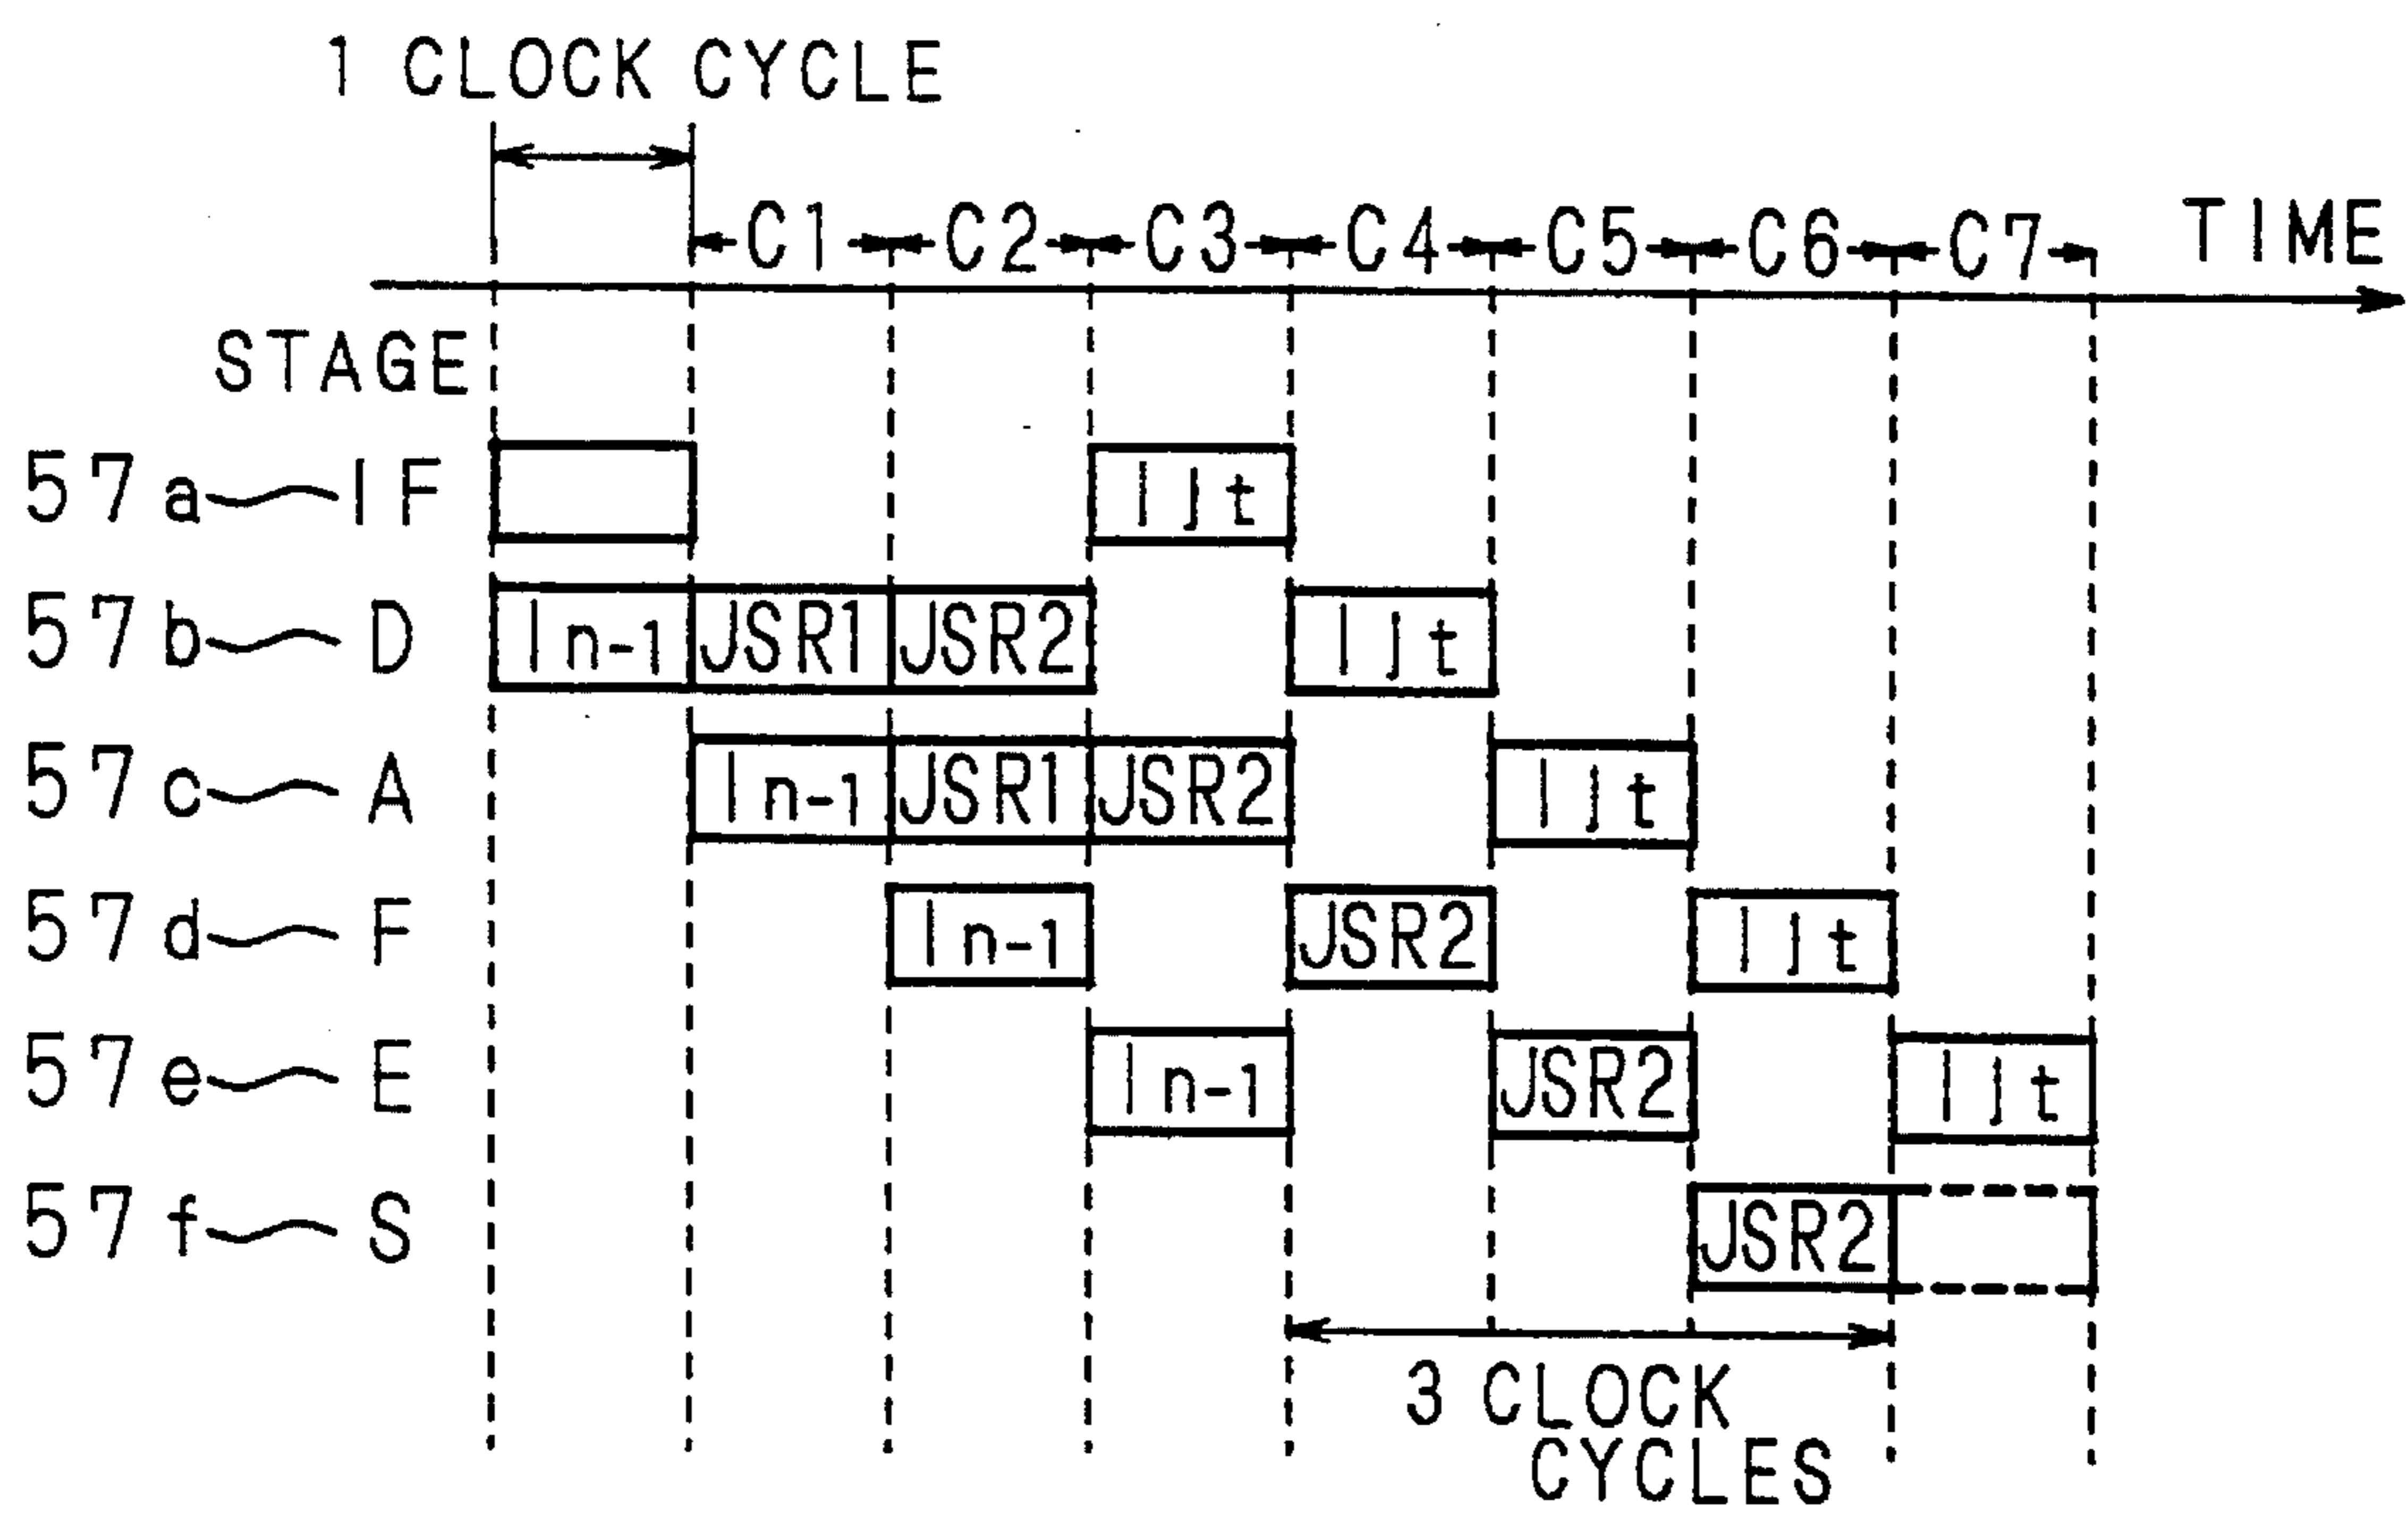 1 CLOCK CYCLE
C1 C2 C3 C4 C5 C6 C7 TIME
STAGE
57a IF Ijt
57b D In-1 JSR1 JSR2 Ijt
57c A In-1 JSR1 JSR2 Ijt
57d F In-1 JSR2 Ijt
57e E In-1 JSR2 Ijt
57f S JSR2
3 CLOCK
CYCLES